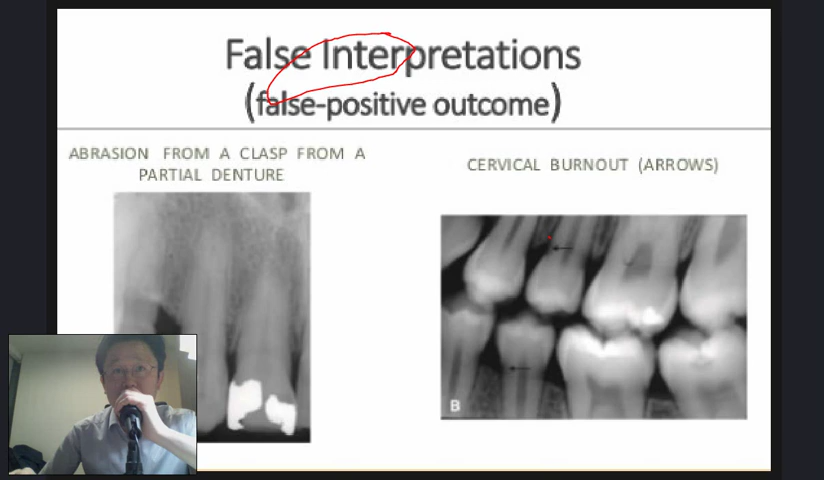 False Interpretations
(false-positive outcome)
ABRASION FROM A CLASP FROM A
PARTIAL DENTURE
CERVICAL BURNOUT (ARROWS)
B